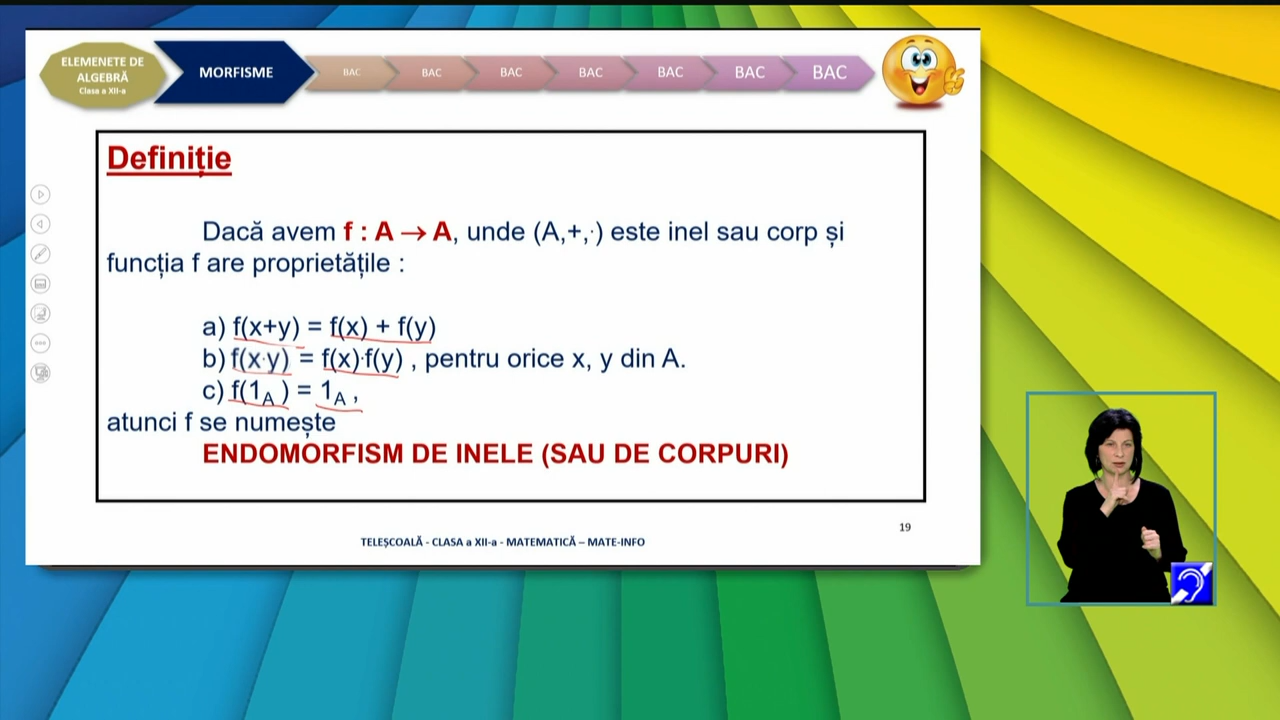 ELEMENETE DE
ALGEBRĂ
Clasa a XII-a
MORFISME
BAC
BAC
BAC
BAC
BAC
BAC
BAC
Definiție
Dacă avem f : A → A, unde (A,+,·) este inel sau corp și
funcția f are proprietățile :
a) f(x+y) = f(x) + f(y)
b) f(x·y) = f(x)·f(y) , pentru orice x, y din A.
c) f(1A ) = 1A ,
atunci f se numește
ENDOMORFISM DE INELE (SAU DE CORPURI)
19
TELEȘCOALĂ - CLASA a XII-a - MATEMATICĂ – MATE-INFO